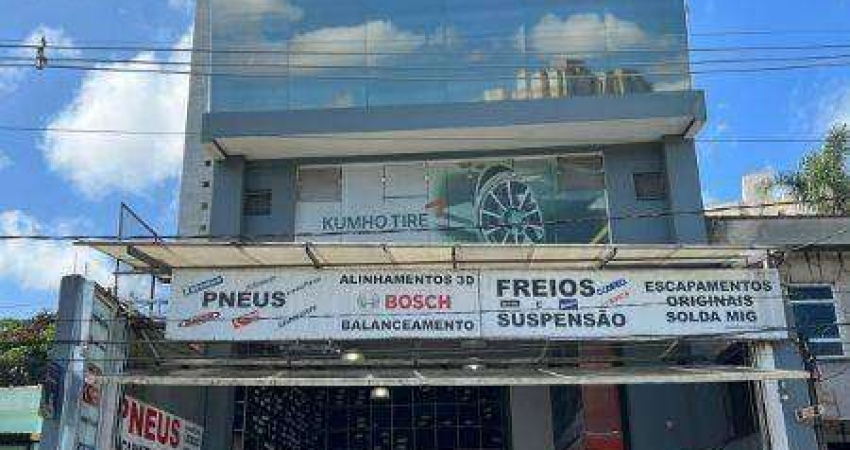 KUMHO TIRE
PNEUS
ALINHAMENTOS 3D
BOSCH
BALANCEAMENTO
FREIOS
E
SUSPENSÃO
ESCAPAMENTOS
ORIGINAIS
SOLDA MIG
PNEUS